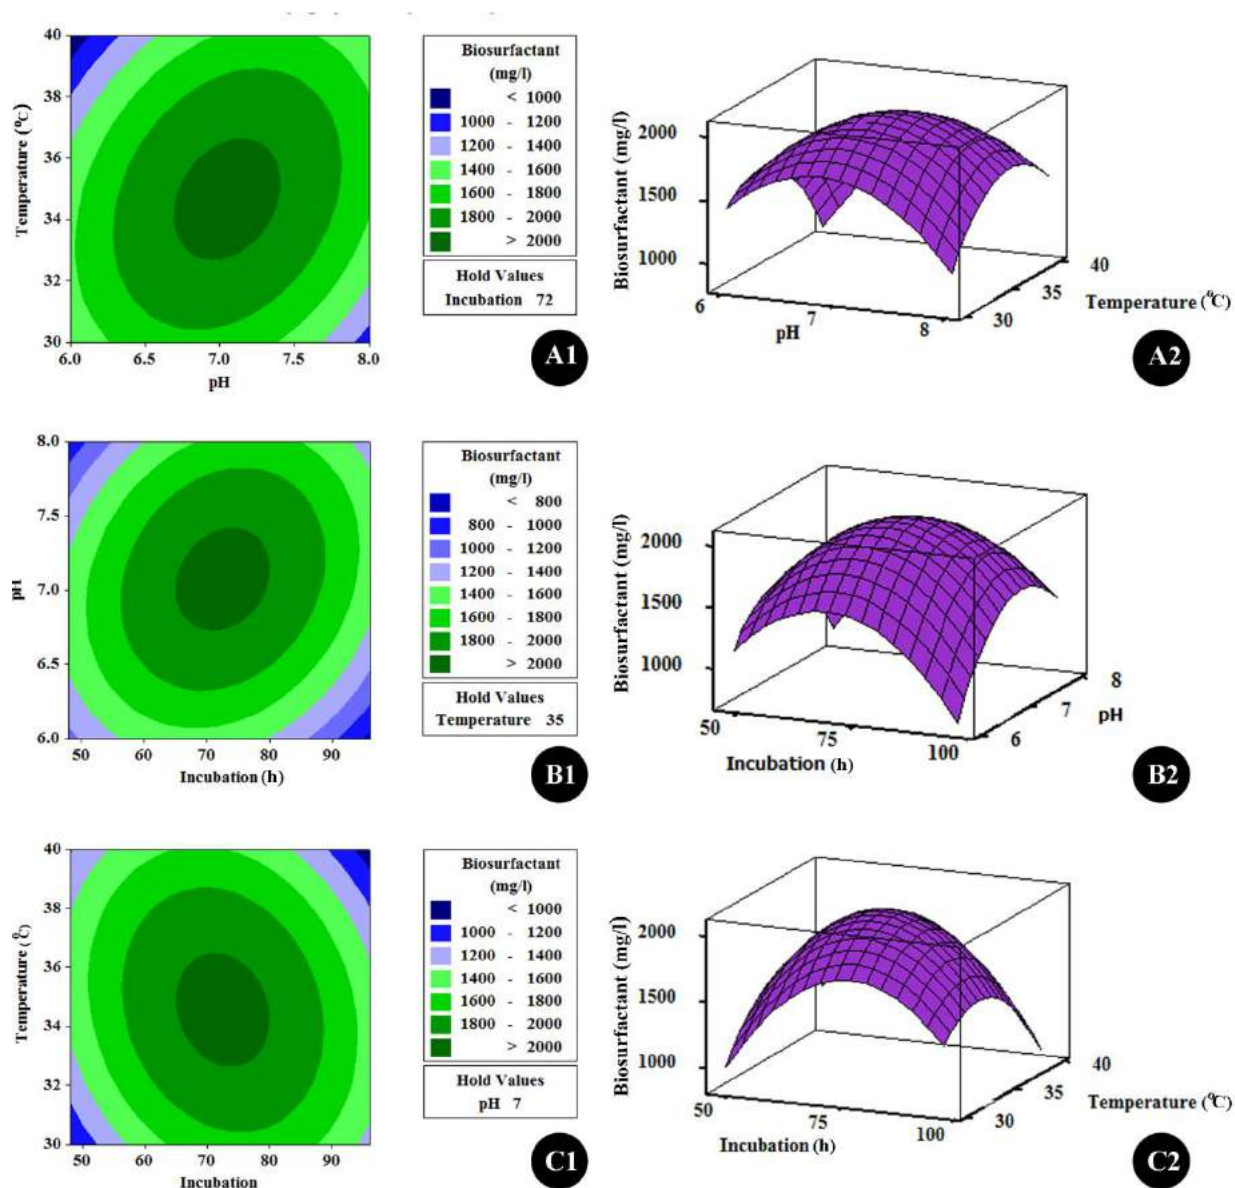 40
38
36
34
32
30
Temperature (⁰C)
6.0 6.5 7.0 7.5 8.0
pH
Biosurfactant
(mg/l)
< 1000
1000 - 1200
1200 - 1400
1400 - 1600
1600 - 1800
1800 - 2000
> 2000
Hold Values
Incubation 72
A1
Biosurfactant (mg/l)
2000
1500
1000
6 7 8
pH
30 35 40
Temperature (⁰C)
A2
8.0
7.5
7.0
6.5
6.0
pH
50 60 70 80 90
Incubation (h)
Biosurfactant
(mg/l)
< 800
800 - 1000
1000 - 1200
1200 - 1400
1400 - 1600
1600 - 1800
1800 - 2000
> 2000
Hold Values
Temperature 35
B1
Biosurfactant (mg/l)
2000
1500
1000
50 75 100
Incubation (h)
6 7 8
pH
B2
40
38
36
34
32
30
Temperature (⁰C)
50 60 70 80 90
Incubation
Biosurfactant
(mg/l)
< 1000
1000 - 1200
1200 - 1400
1400 - 1600
1600 - 1800
1800 - 2000
> 2000
Hold Values
pH 7
C1
Biosurfactant (mg/l)
2000
1500
1000
50 75 100
Incubation (h)
30 35 40
Temperature (⁰C)
C2